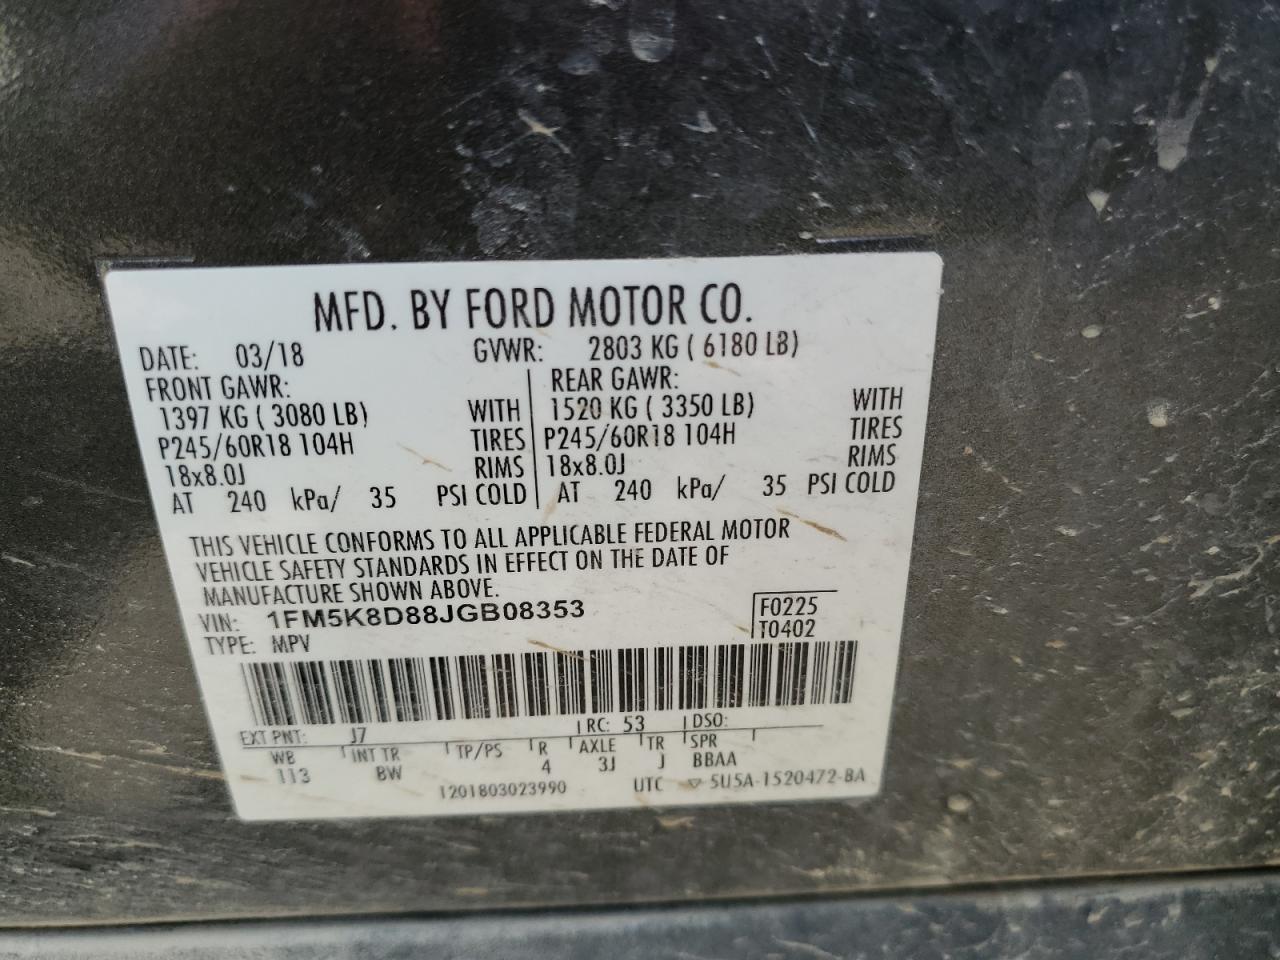 MFD. BY FORD MOTOR CO.
DATE: 03/18 GVWR: 2803 KG ( 6180 LB)
FRONT GAWR: REAR GAWR:
1397 KG ( 3080 LB) WITH 1520 KG ( 3350 LB) WITH
P245/60R18 104H TIRES P245/60R18 104H TIRES
18x8.0J RIMS 18x8.0J RIMS
AT 240 kPa/ 35 PSI COLD AT 240 kPa/ 35 PSI COLD
THIS VEHICLE CONFORMS TO ALL APPLICABLE FEDERAL MOTOR
VEHICLE SAFETY STANDARDS IN EFFECT ON THE DATE OF
MANUFACTURE SHOWN ABOVE.
VIN: 1FM5K8D88JGB08353 F0225
TYPE: MPV T0402
EXT PNT: J7 RC: 53 DSO:
WB INT TR TP/PS R AXLE TR SPR
113 BW 4 3J J BBAA
1201803023990 UTC ▽ 5U5A-1520472-BA